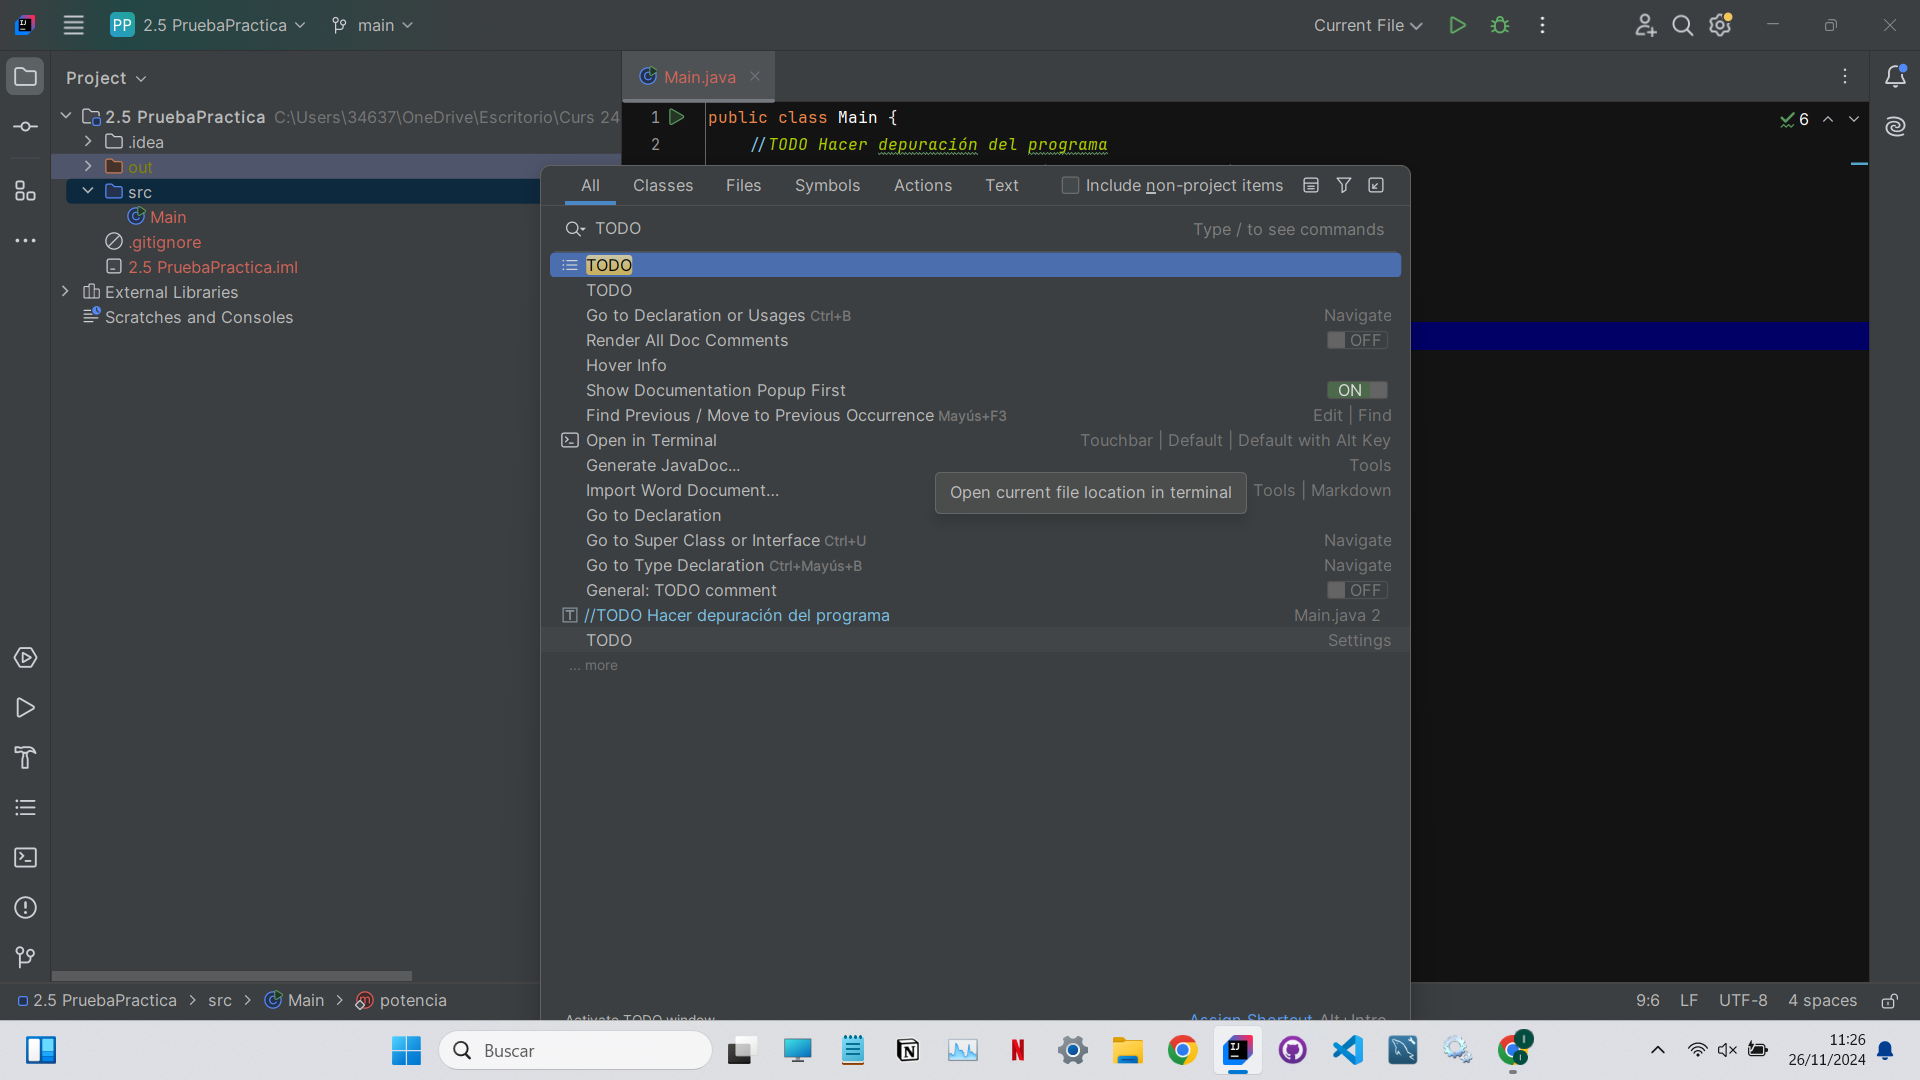 PP 2.5 PruebaPractica main Current File
Project
Main.java
2.5 PruebaPractica C:\Users\34637\OneDrive\Escritorio\Curs 24
.idea
out
src
Main
.gitignore
2.5 PruebaPractica.iml
External Libraries
Scratches and Consoles
1 public class Main {
2 //TODO Hacer depuración del programa
6
All Classes Files Symbols Actions Text Include non-project items
TODO Type / to see commands
TODO
TODO
Go to Declaration or Usages Ctrl+B Navigate
Render All Doc Comments OFF
Hover Info
Show Documentation Popup First ON
Find Previous / Move to Previous Occurrence Mayús+F3 Edit | Find
Open in Terminal Touchbar | Default | Default with Alt Key
Generate JavaDoc... Tools
Import Word Document... Tools | Markdown
Open current file location in terminal
Go to Declaration
Go to Super Class or Interface Ctrl+U Navigate
Go to Type Declaration Ctrl+Mayús+B Navigate
General: TODO comment OFF
//TODO Hacer depuración del programa Main.java 2
TODO Settings
... more
Activate TODO window Assign Shortcut Alt+Intro
2.5 PruebaPractica > src > Main > potencia
9:6 LF UTF-8 4 spaces
Buscar
11:26
26/11/2024